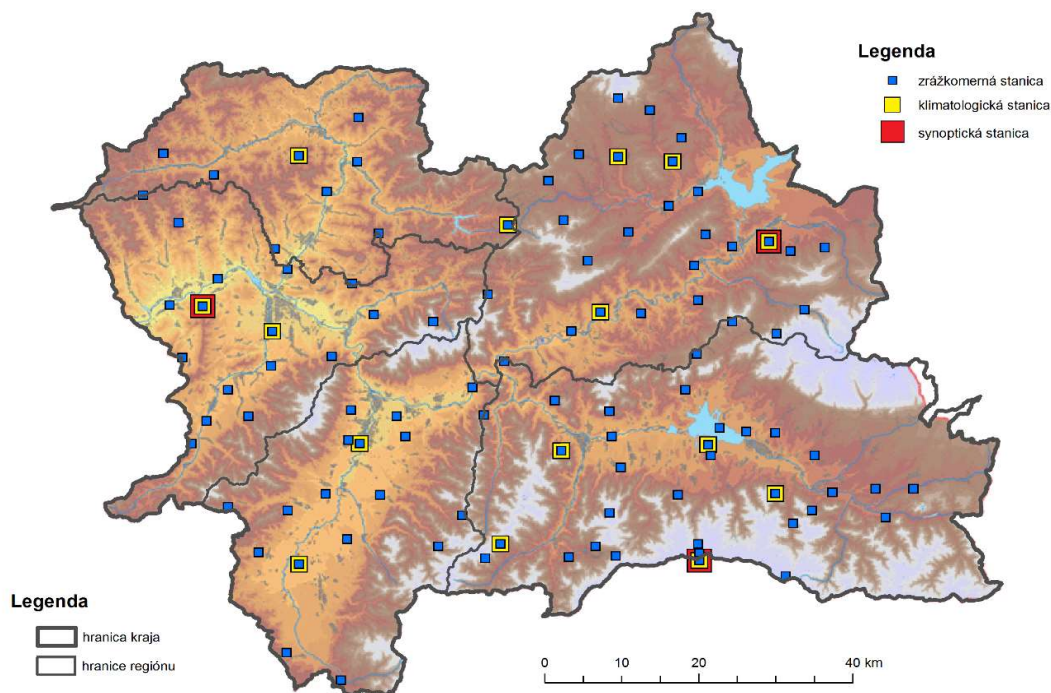 Legenda
zrážkomerná stanica
klimatologická stanica
synoptická stanica
Legenda
hranica kraja
hranice regiónu
0 10 20 40 km